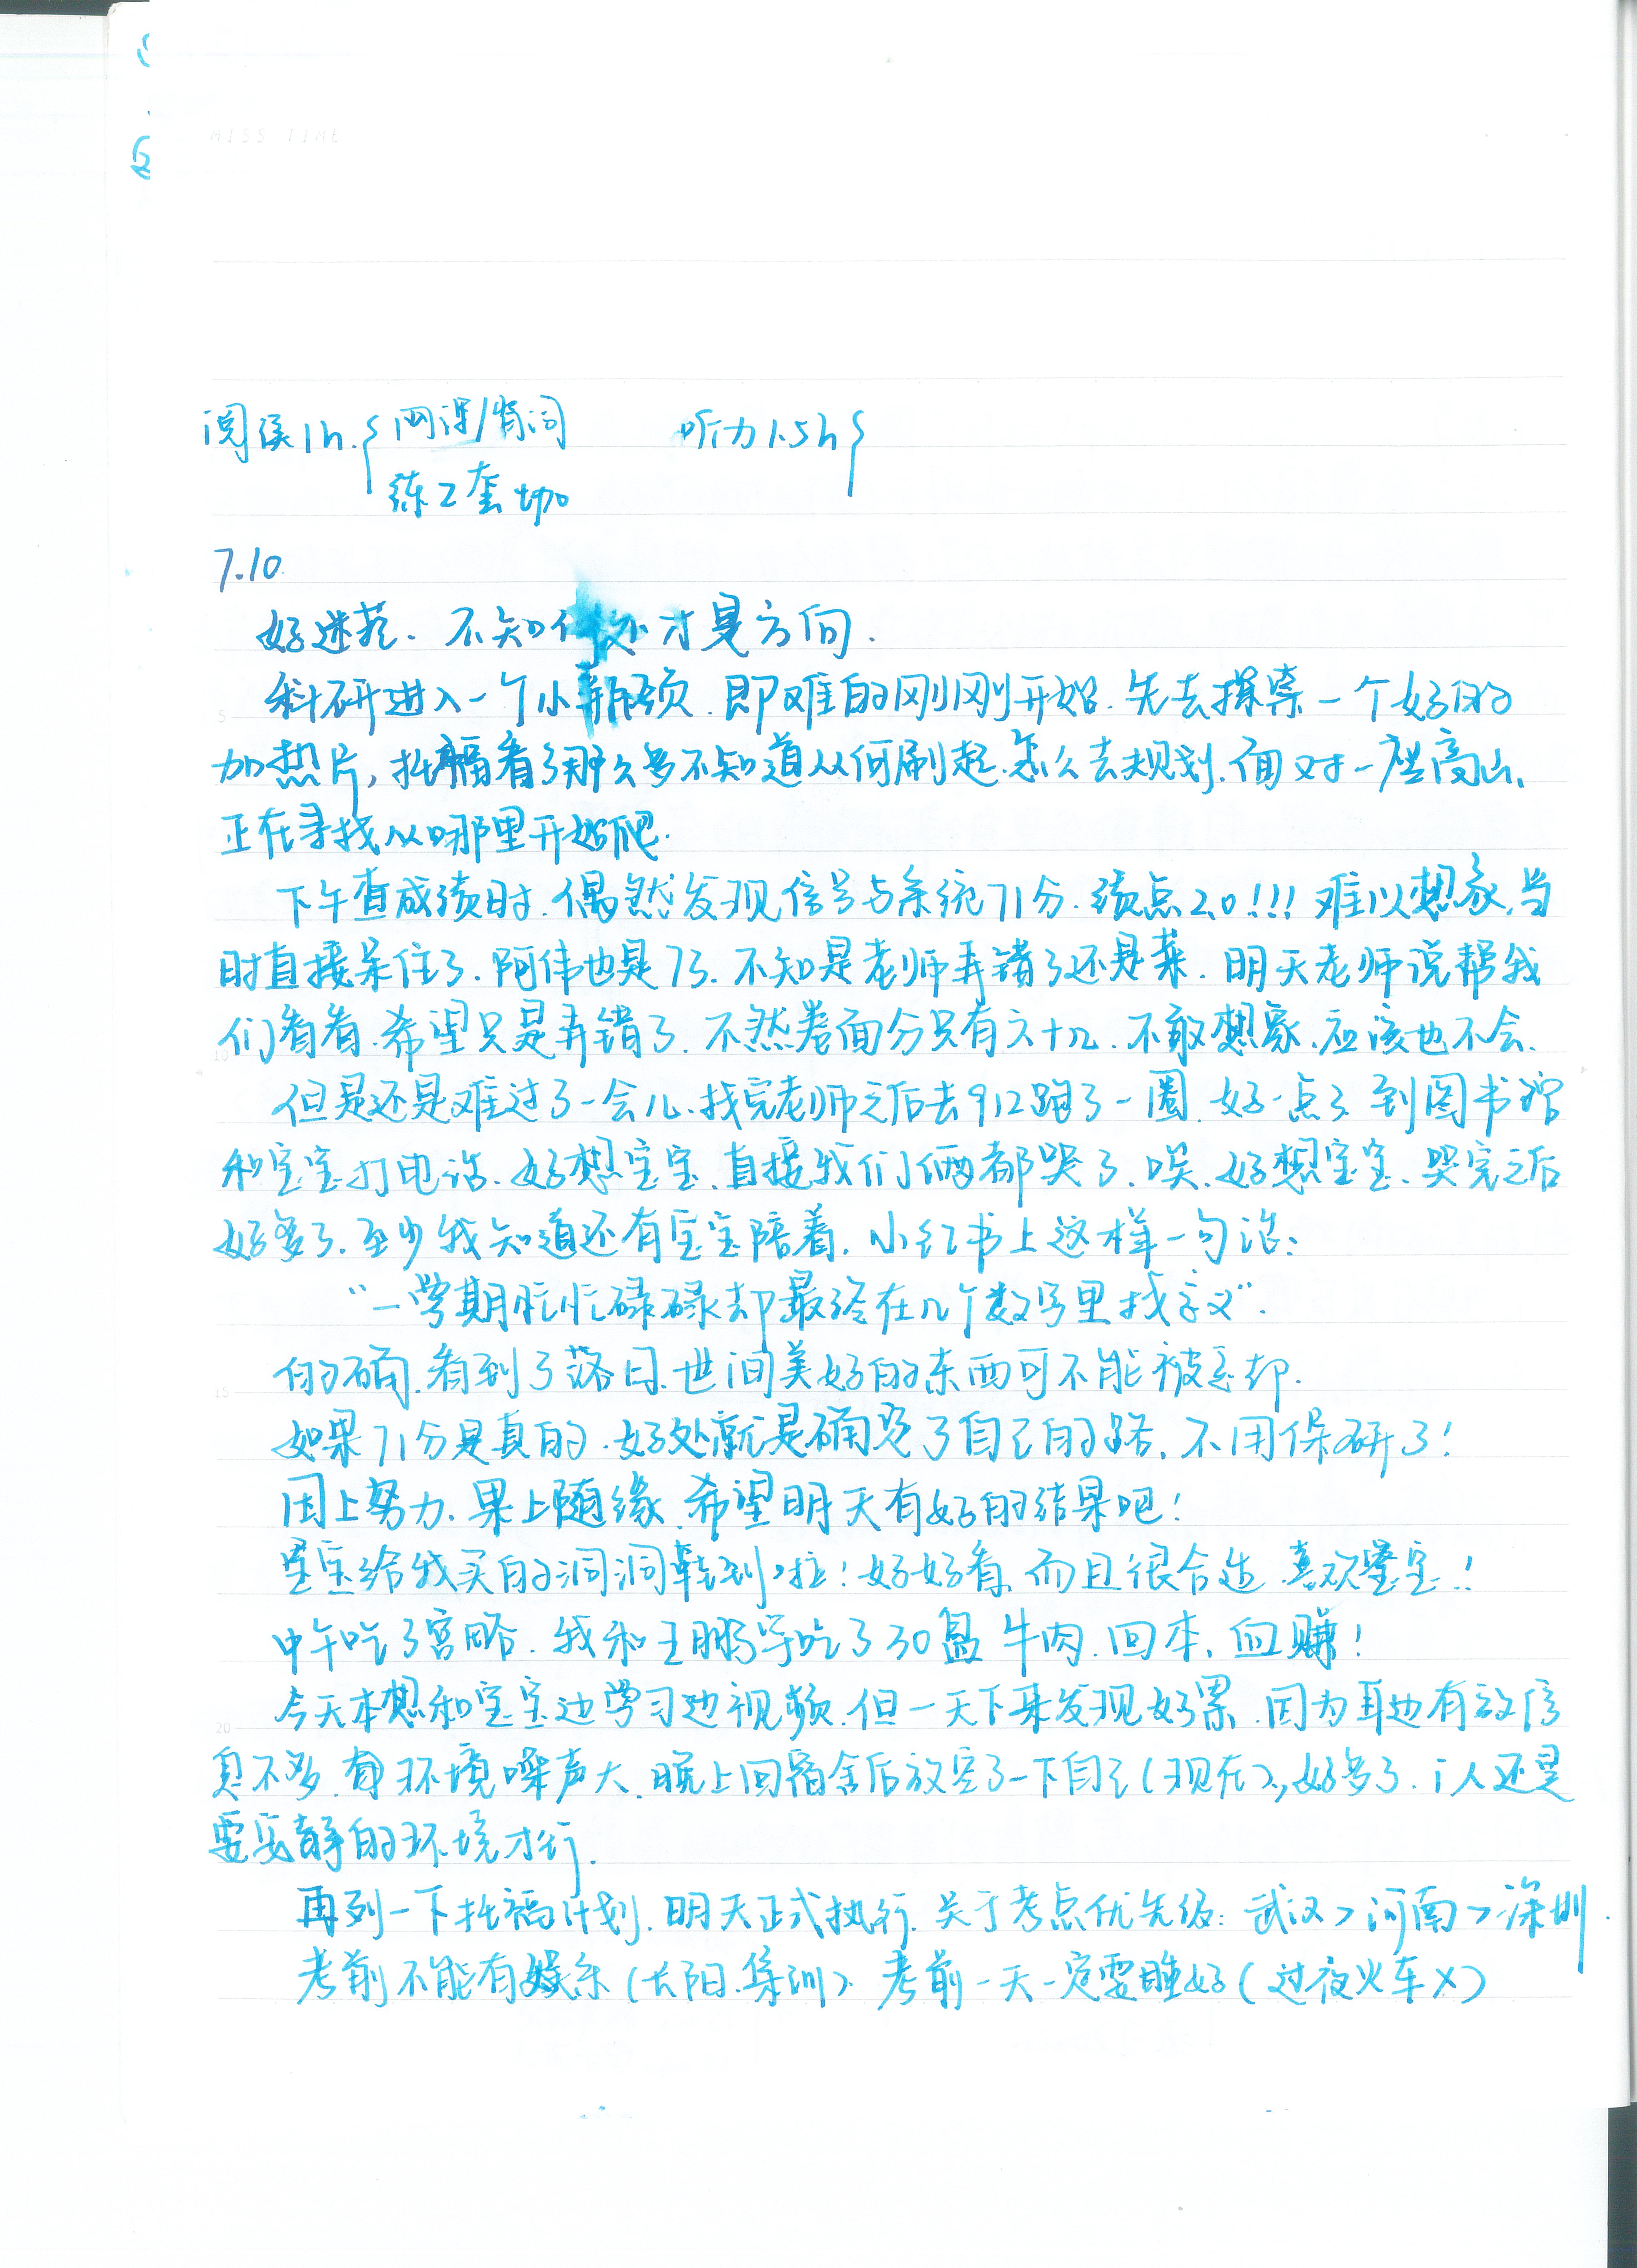 MISS TIME
阅读1h.{网课/背词 听力1.5h{
练2套
7.10
好迷茫. 不知 才是方向.
科研进入一个小瓶颈. 即难的刚刚开始. 先去探索一个好的
加热片, 托福看了那么多不知道从何刷起. 怎么去规划. 面对一座高山,
正在寻找从哪里开始爬.
下午查成绩时. 偶然发现信号与系统71分. 绩点2.0!!! 难以想象, 当
时直接呆住了. 阿伟也是73. 不知是老师弄错了还是菜. 明天老师说帮我
们看看. 希望只是弄错了. 不然卷面分只有六十几. 不敢想象. 应该也不会.
但是还是难过了一会儿. 找完老师之后去912跑了一圈. 好一点了. 到图书馆
和宝宝打电话. 好想宝宝, 直接我们俩都哭了. 唉. 好想宝宝. 哭完之后
好多了. 至少我知道还有宝宝陪着. 小红书上这样一句话:
“一学期忙忙碌碌却最终在几个数字里找意义”.
的确. 看到了落日. 世间美好的东西可不能被忘却.
如果71分是真的. 好处就是确定了自己的路, 不用保研了!
因上努力. 果上随缘. 希望明天有好的结果吧!
宝宝给我买的洞洞鞋到啦! 好好看, 而且很合适. 喜欢宝宝!!
中午吃了宫略. 我和王鹏宇吃了30盘牛肉. 回本, 血赚!
今天本想和宝宝边学习边视频. 但一天下来发现好累. 因为耳边有效信
息不多. 环境噪声大. 晚上回宿舍后放空了一下自己(现在), 好多了. i人还是
要安静的环境才行.
再列一下托福计划. 明天正式执行. 关于考点优先级: 武汉>河南>深圳.
考前不能有娱乐(长阳.集训). 考前一天一定要睡好(过夜火车×)